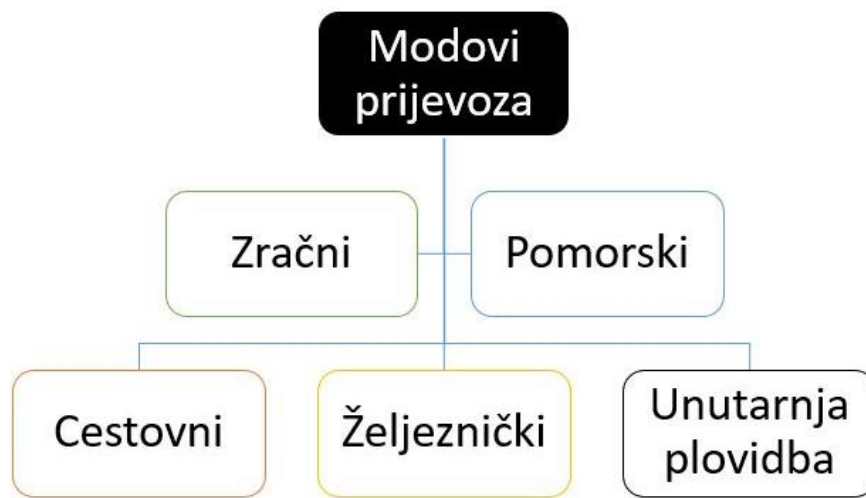 Modovi
prijevoza
Zračni
Pomorski
Cestovni
Željeznički
Unutarnja
plovidba